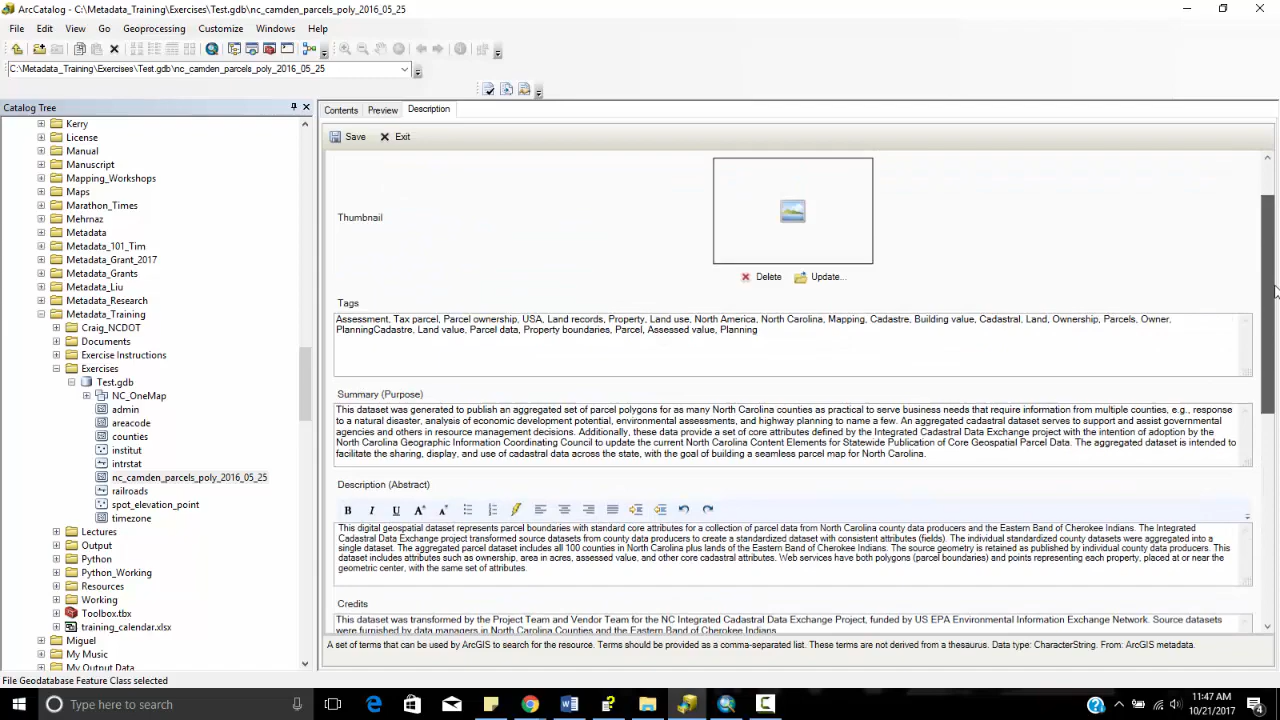 ArcCatalog - C:\Metadata_Training\Exercises\Test.gdb\nc_camden_parcels_poly_2016_05_25
File Edit View Go Geoprocessing Customize Windows Help
C:\Metadata_Training\Exercises\Test.gdb\nc_camden_parcels_poly_2016_05_25
Catalog Tree
Kerry
License
Manual
Manuscript
Mapping_Workshops
Maps
Marathon_Times
Mehrnaz
Metadata
Metadata_101_Tim
Metadata_Grant_2017
Metadata_Grants
Metadata_Liu
Metadata_Research
Metadata_Training
Craig_NCDOT
Documents
Exercise Instructions
Exercises
Test.gdb
NC_OneMap
admin
areacode
counties
institut
intrstat
nc_camden_parcels_poly_2016_05_25
railroads
spot_elevation_point
timezone
Lectures
Output
Python
Python_Working
Resources
Working
Toolbox.tbx
training_calendar.xlsx
Miguel
My Music
My Output Data
Contents Preview Description
Save Exit
Thumbnail
Delete Update...
Tags
Assessment, Tax parcel, Parcel ownership, USA, Land records, Property, Land use, North America, North Carolina, Mapping, Cadastre, Building value, Cadastral, Land, Ownership, Parcels, Owner,
PlanningCadastre, Land value, Parcel data, Property boundaries, Parcel, Assessed value, Planning
Summary (Purpose)
This dataset was generated to publish an aggregated set of parcel polygons for as many North Carolina counties as practical to serve business needs that require information from multiple counties, e.g., response
to a natural disaster, analysis of economic development potential, environmental assessments, and highway planning to name a few. An aggregated cadastral dataset serves to support and assist governmental
agencies and others in resource management decisions. Additionally, these data provide a set of core attributes defined by the Integrated Cadastral Data Exchange project with the intention of adoption by the
North Carolina Geographic Information Coordinating Council to update the current North Carolina Content Elements for Statewide Publication of Core Geospatial Parcel Data. The aggregated dataset is intended to
facilitate the sharing, display, and use of cadastral data across the state, with the goal of building a seamless parcel map for North Carolina.
Description (Abstract)
B I U A A
This digital geospatial dataset represents parcel boundaries with standard core attributes for a collection of parcel data from North Carolina county data producers and the Eastern Band of Cherokee Indians. The Integrated
Cadastral Data Exchange project transformed source datasets from county data producers to create a standardized dataset with consistent attributes (fields). The individual standardized county datasets were aggregated into a
single dataset. The aggregated parcel dataset includes all 100 counties in North Carolina plus lands of the Eastern Band of Cherokee Indians. The source geometry is retained as published by individual county data producers. This
dataset includes attributes such as ownership, area in acres, assessed value, and other core cadastral attributes. Web services have both polygons (parcel boundaries) and points representing each property, placed at or near the
geometric center, with the same set of attributes.
Credits
This dataset was transformed by the Project Team and Vendor Team for the NC Integrated Cadastral Data Exchange Project, funded by US EPA Environmental Information Exchange Network. Source datasets
were furnished by data managers in North Carolina Counties and the Eastern Band of Cherokee Indians.
A set of terms that can be used by ArcGIS to search for the resource. Terms should be provided as a comma-separated list. These terms are not derived from a thesaurus. Data type: CharacterString. From: ArcGIS metadata.
File Geodatabase Feature Class selected
Type here to search
11:47 AM
10/21/2017
4